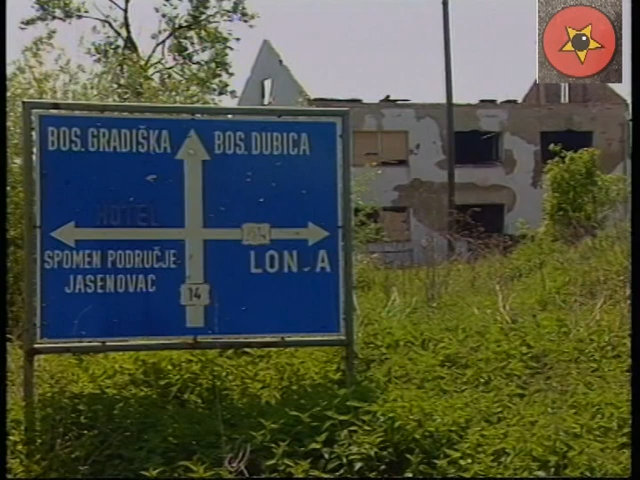 BOS. GRADIŠKA BOS. DUBICA
HOTEL
SPOMEN PODRUČJE
JASENOVAC
LON A
14